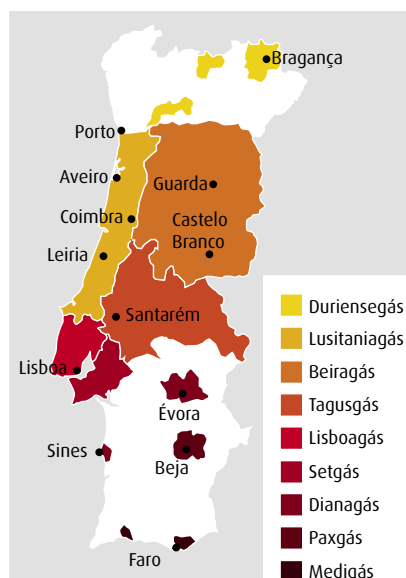 Bragança
Porto
Aveiro
Guarda
Coimbra
Castelo
Branco
Leiria
Santarém
Lisboa
Évora
Sines
Beja
Faro
Duriensegás
Lusitaniagás
Beiragás
Tagusgás
Lisboagás
Setgás
Dianagás
Paxgás
Medigás